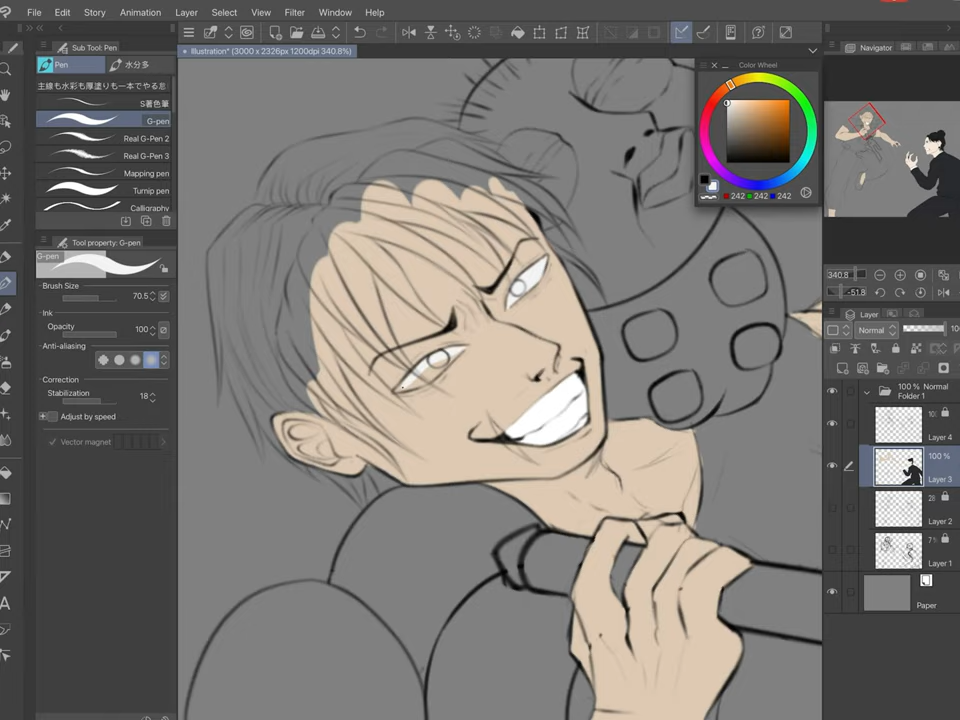 File Edit Story Animation Layer Select View Filter Window Help
Illustration* (3000 x 2326px 1200dpi 340.8%)
Sub Tool: Pen
Pen 水分多
主線も水彩も厚塗りも一本でやる悪
S著色筆
G-pen
Real G-Pen 2
Real G-Pen 3
Mapping pen
Turnip pen
Calligraphy
Tool property: G-pen
G-pen
Brush Size
70.5
Ink
Opacity 100
Anti-aliasing
Correction
Stabilization 18
Adjust by speed
Vector magnet
Color Wheel
242 242 242
Navigator
340.8
-51.8
Layer
Normal 10
100 % Normal
Folder 1
10
Layer 4
100 %
Layer 3
28
Layer 2
7
Layer 1
Paper